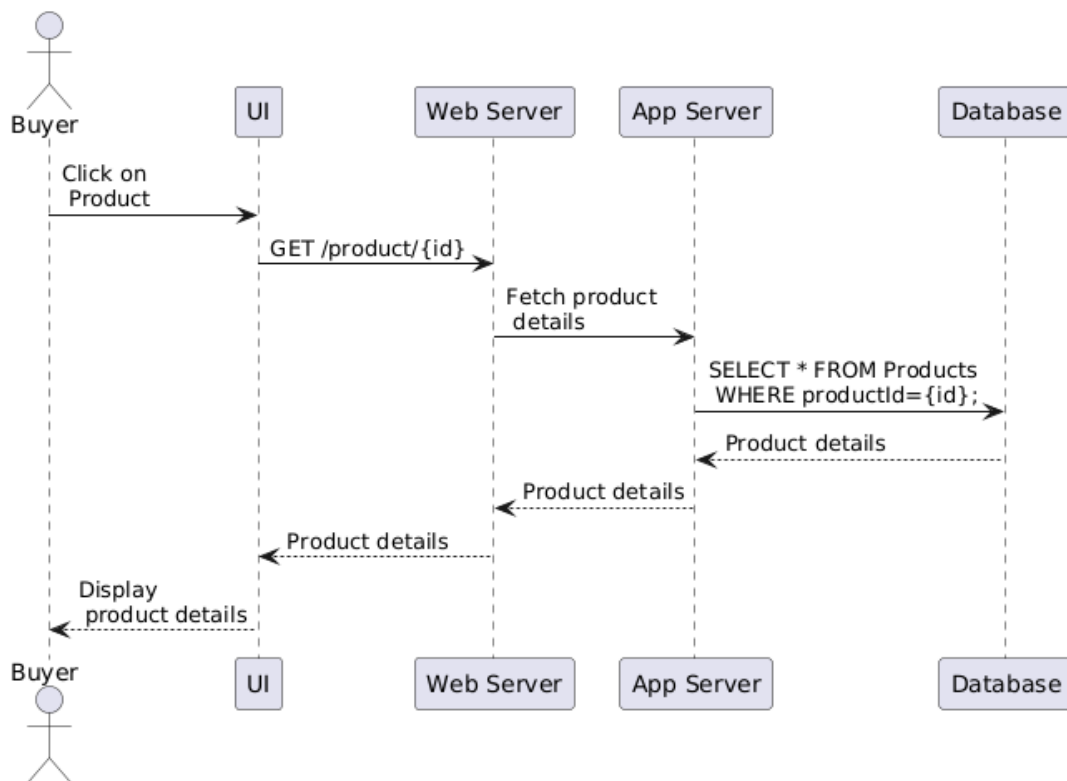 Buyer
UI
Web Server
App Server
Database
Click on
Product
GET /product/{id}
Fetch product
details
SELECT * FROM Products
WHERE productId={id};
Product details
Product details
Product details
Display
product details
Buyer
UI
Web Server
App Server
Database